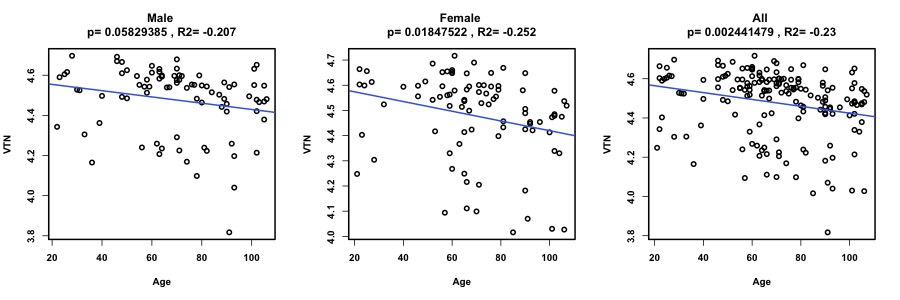 Male
p= 0.05829385 , R2= -0.207
VTN
4.6
4.4
4.2
4.0
3.8
20 40 60 80 100
Age
Female
p= 0.01847522 , R2= -0.252
VTN
4.7
4.6
4.5
4.4
4.3
4.2
4.1
4.0
20 40 60 80 100
Age
All
p= 0.002441479 , R2= -0.23
VTN
4.6
4.4
4.2
4.0
3.8
20 40 60 80 100
Age